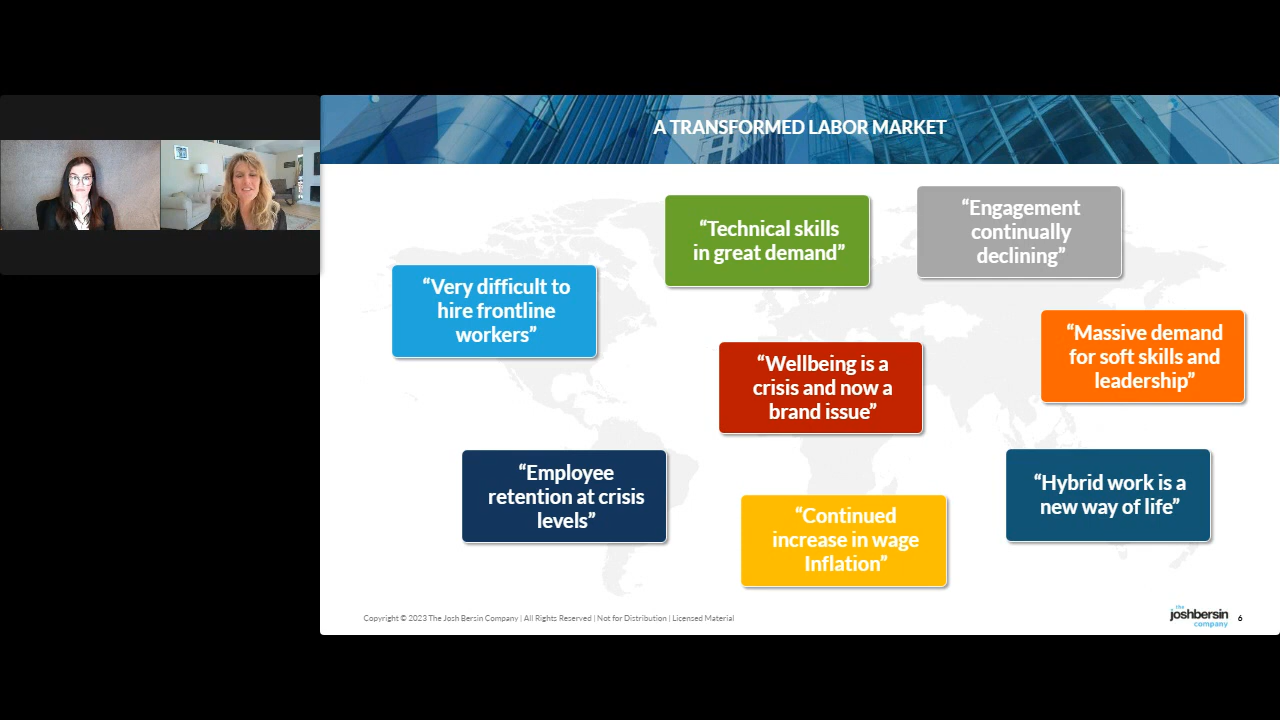 A TRANSFORMED LABOR MARKET
“Technical skills
in great demand”
“Engagement
continually
declining”
“Very difficult to
hire frontline
workers”
“Massive demand
for soft skills and
leadership”
“Wellbeing is a
crisis and now a
brand issue”
“Employee
retention at crisis
levels”
“Hybrid work is a
new way of life”
“Continued
increase in wage
Inflation”
Copyright © 2023 The Josh Bersin Company | All Rights Reserved | Not for Distribution | Licensed Material
the
joshbersin
company
6